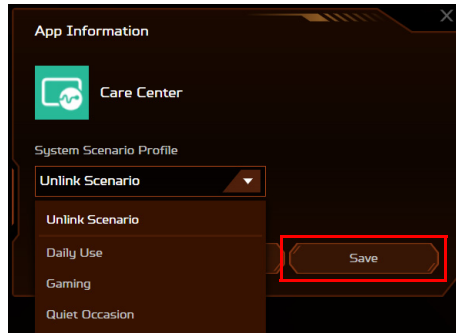 App Information
Care Center
System Scenario Profile
Unlink Scenario
Unlink Scenario
Daily Use
Save
Gaming
Quiet Occasion